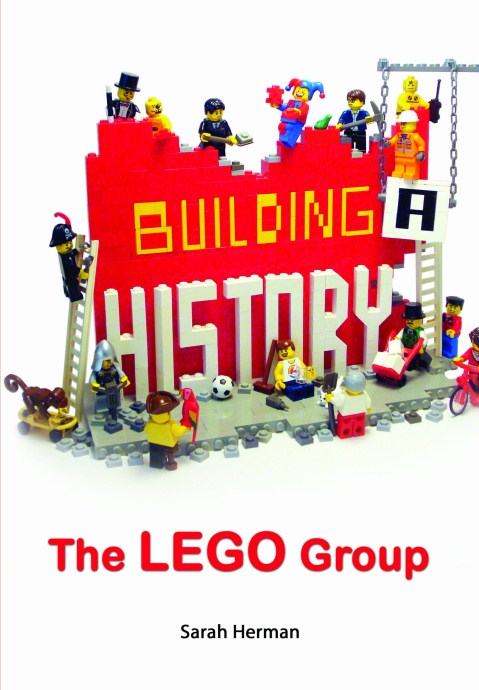 BUILDING
A
HISTORY
The LEGO Group
Sarah Herman